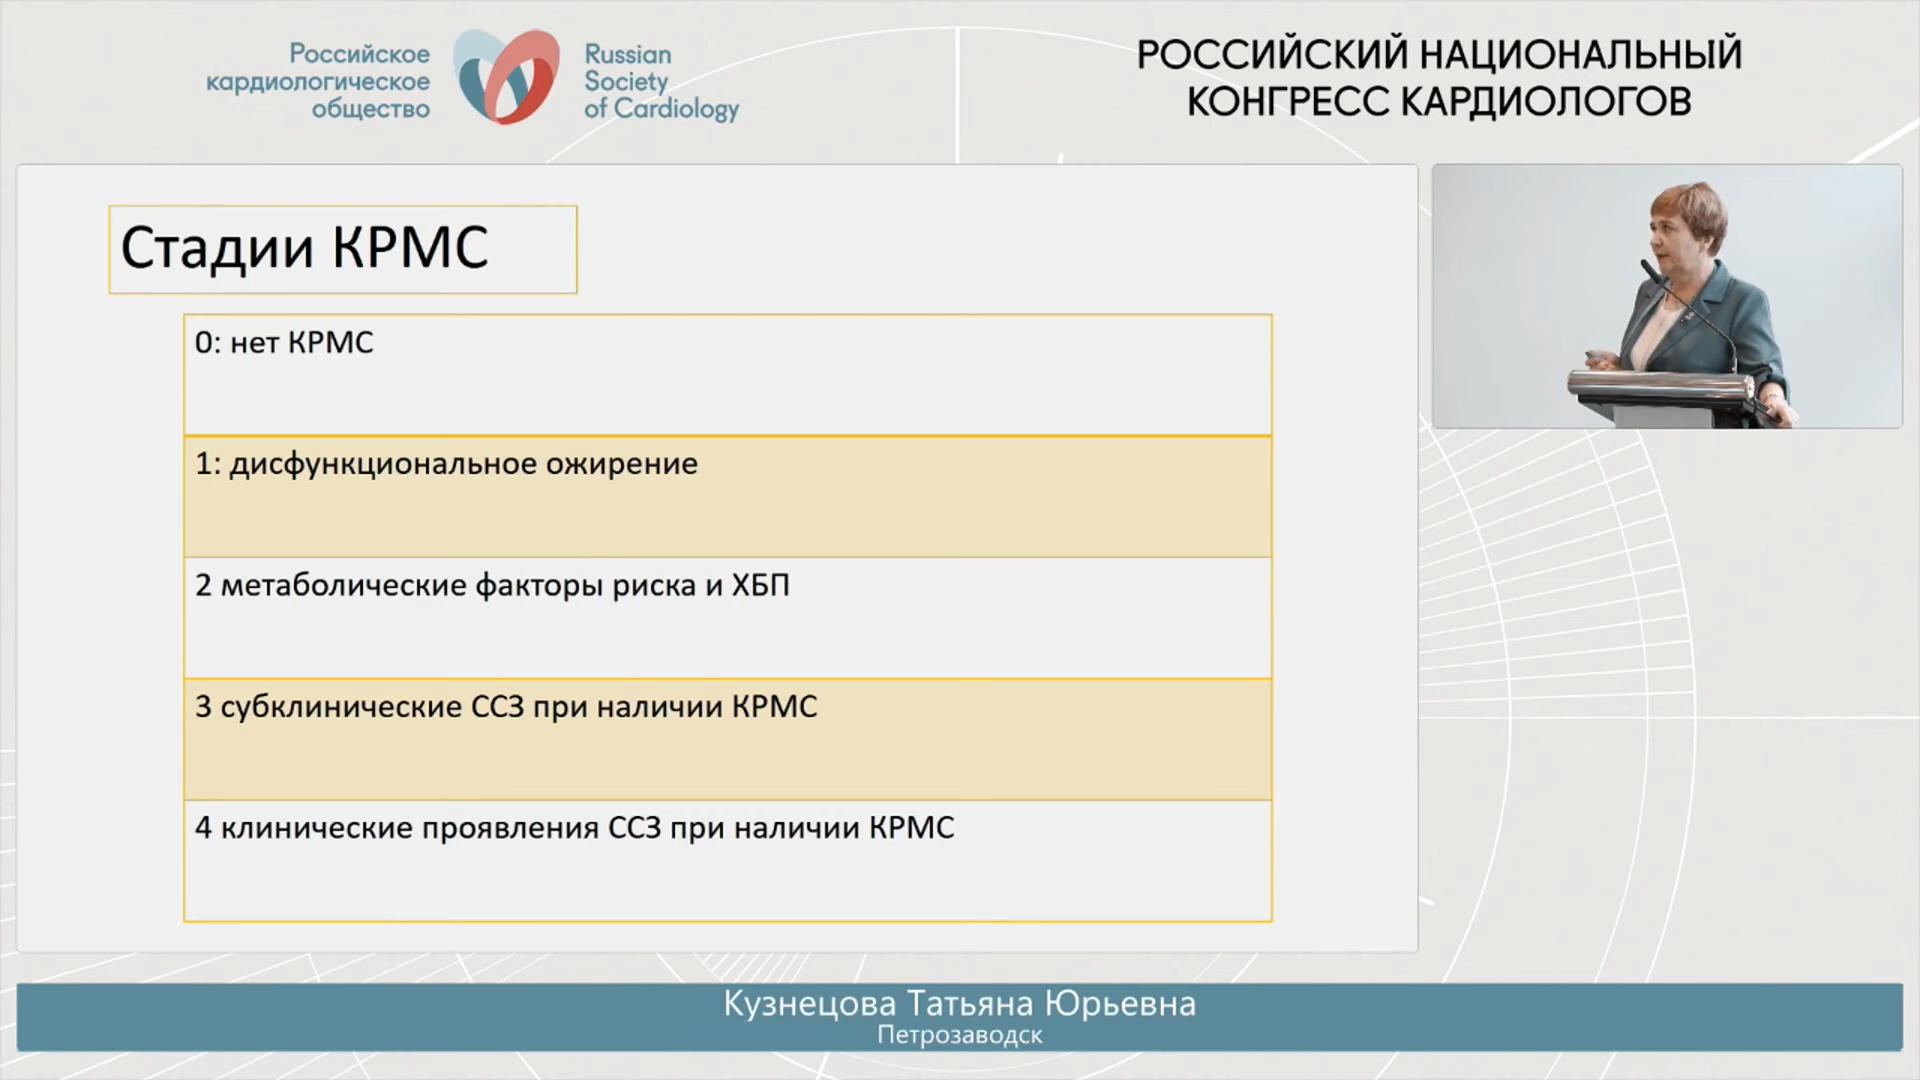 Российское
кардиологическое
общество
Russian
Society
of Cardiology
РОССИЙСКИЙ НАЦИОНАЛЬНЫЙ
КОНГРЕСС КАРДИОЛОГОВ
Стадии КРМС
0: нет КРМС
1: дисфункциональное ожирение
2 метаболические факторы риска и ХБП
3 субклинические ССЗ при наличии КРМС
4 клинические проявления ССЗ при наличии КРМС
Кузнецова Татьяна Юрьевна
Петрозаводск